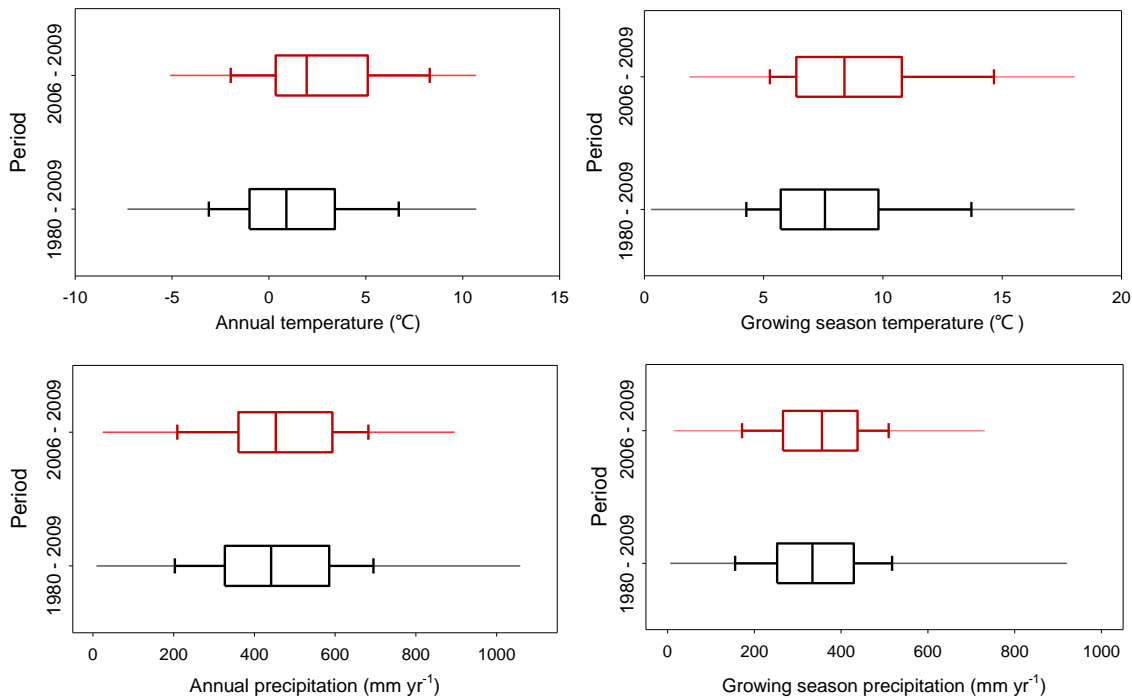 Period
2006 - 2009
1980 - 2009
-10 -5 0 5 10 15
Annual temperature (℃)
Period
2006 - 2009
1980 - 2009
0 5 10 15 20
Growing season temperature (℃ )
Period
2006 - 2009
1980 - 2009
0 200 400 600 800 1000
Annual precipitation (mm yr⁻¹)
Period
2006 - 2009
1980 - 2009
0 200 400 600 800 1000
Growing season precipitation (mm yr⁻¹)